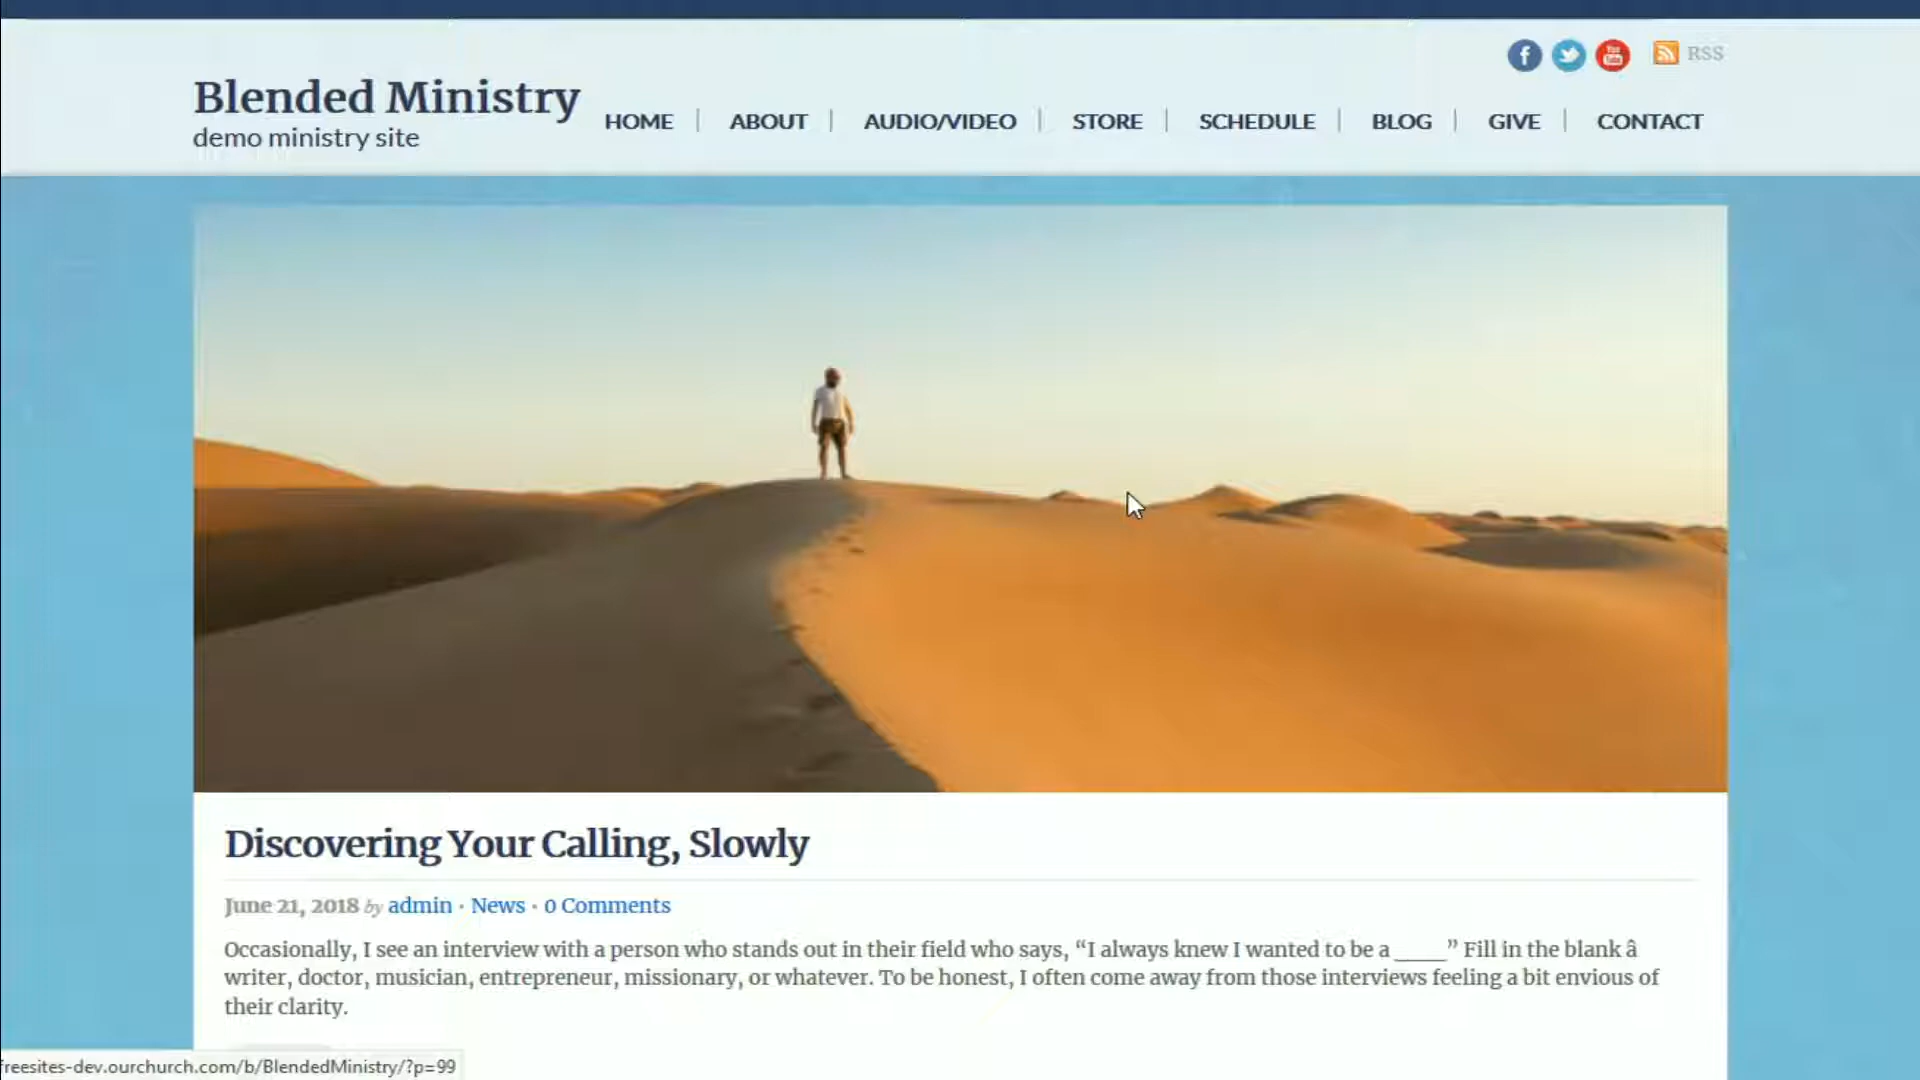 Blended Ministry
demo ministry site
RSS
HOME ABOUT AUDIO/VIDEO STORE SCHEDULE BLOG GIVE CONTACT
Discovering Your Calling, Slowly
June 21, 2018 by admin · News · 0 Comments
Occasionally, I see an interview with a person who stands out in their field who says, “I always knew I wanted to be a ____” Fill in the blank â
writer, doctor, musician, entrepreneur, missionary, or whatever. To be honest, I often come away from those interviews feeling a bit envious of
their clarity.
freesites-dev.ourchurch.com/b/BlendedMinistry/?p=99